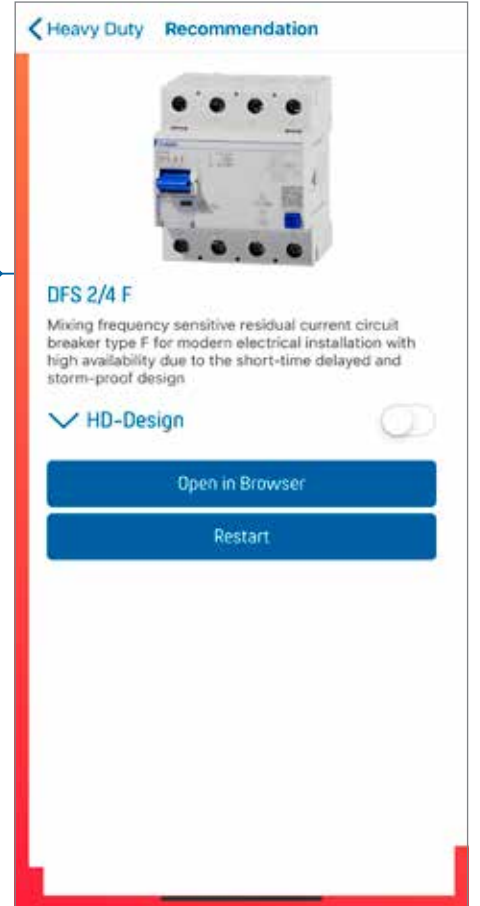 Heavy Duty Recommendation
DFS 2/4 F
Mixing frequency sensitive residual current circuit
breaker type F for modern electrical installation with
high availability due to the short-time delayed and
storm-proof design
HD-Design
Open in Browser
Restart